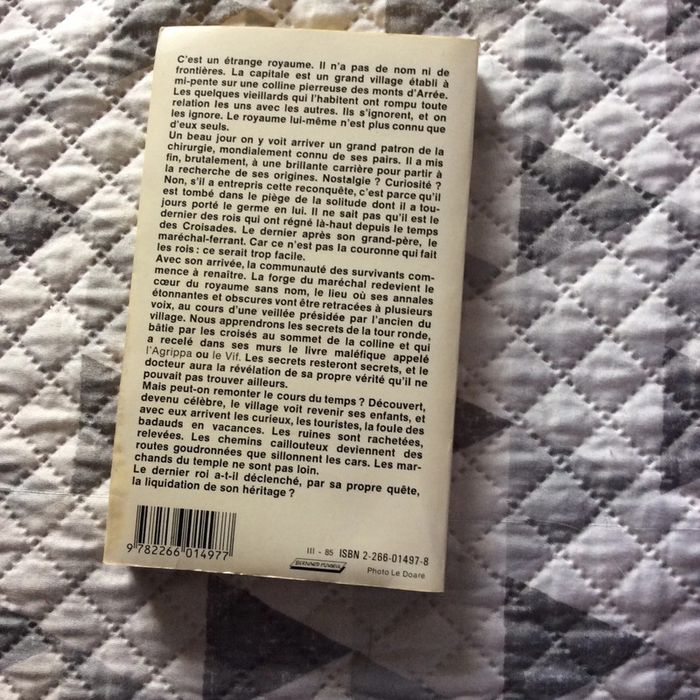 C'est un étrange royaume. Il n'a pas de nom ni de
frontières. La capitale est un grand village établi à
mi-pente sur une colline pierreuse des monts d'Arrée.
Les quelques vieillards qui l'habitent ont rompu toute
relation les uns avec les autres. Ils s'ignorent, et on
les ignore. Le royaume lui-même n'est plus connu que
d'eux seuls.
Un beau jour on y voit arriver un grand patron de la
chirurgie, mondialement connu de ses pairs. Il a mis
fin, brutalement, à une brillante carrière pour partir à
la recherche de ses origines. Nostalgie ? Curiosité ?
Non, s'il a entrepris cette reconquête, c'est parce qu'il
est tombé dans le piège de la solitude dont il a tou-
jours porté le germe en lui. Il ne sait pas qu'il est le
dernier des rois qui ont régné là-haut depuis le temps
des Croisades. Le dernier après son grand-père, le
maréchal-ferrant. Car ce n'est pas la couronne qui fait
les rois : ce serait trop facile.
Avec son arrivée, la communauté des survivants com-
mence à renaître. La forge du maréchal redevient le
cœur du royaume sans nom, le lieu où ses annales
étonnantes et obscures vont être retracées à plusieurs
voix, au cours d'une veillée présidée par l'ancien du
village. Nous apprendrons les secrets de la tour ronde,
bâtie par les croisés au sommet de la colline et qui
a recelé dans ses murs le livre maléfique appelé
l'Agrippa ou le Vif. Les secrets resteront secrets, et le
docteur aura la révélation de sa propre vérité qu'il ne
pouvait pas trouver ailleurs.
Mais peut-on remonter le cours du temps ? Découvert,
devenu célèbre, le village voit revenir ses enfants, et
avec eux arrivent les curieux, les touristes, la foule des
badauds en vacances. Les ruines sont rachetées,
relevées. Les chemins caillouteux deviennent des
routes goudronnées que sillonnent les cars. Les mar-
chands du temple ne sont pas loin.
Le dernier roi a-t-il déclenché, par sa propre quête,
la liquidation de son héritage ?
9 782266 014977
III - 85 ISBN 2-266-01497-8
Photo Le Doaré